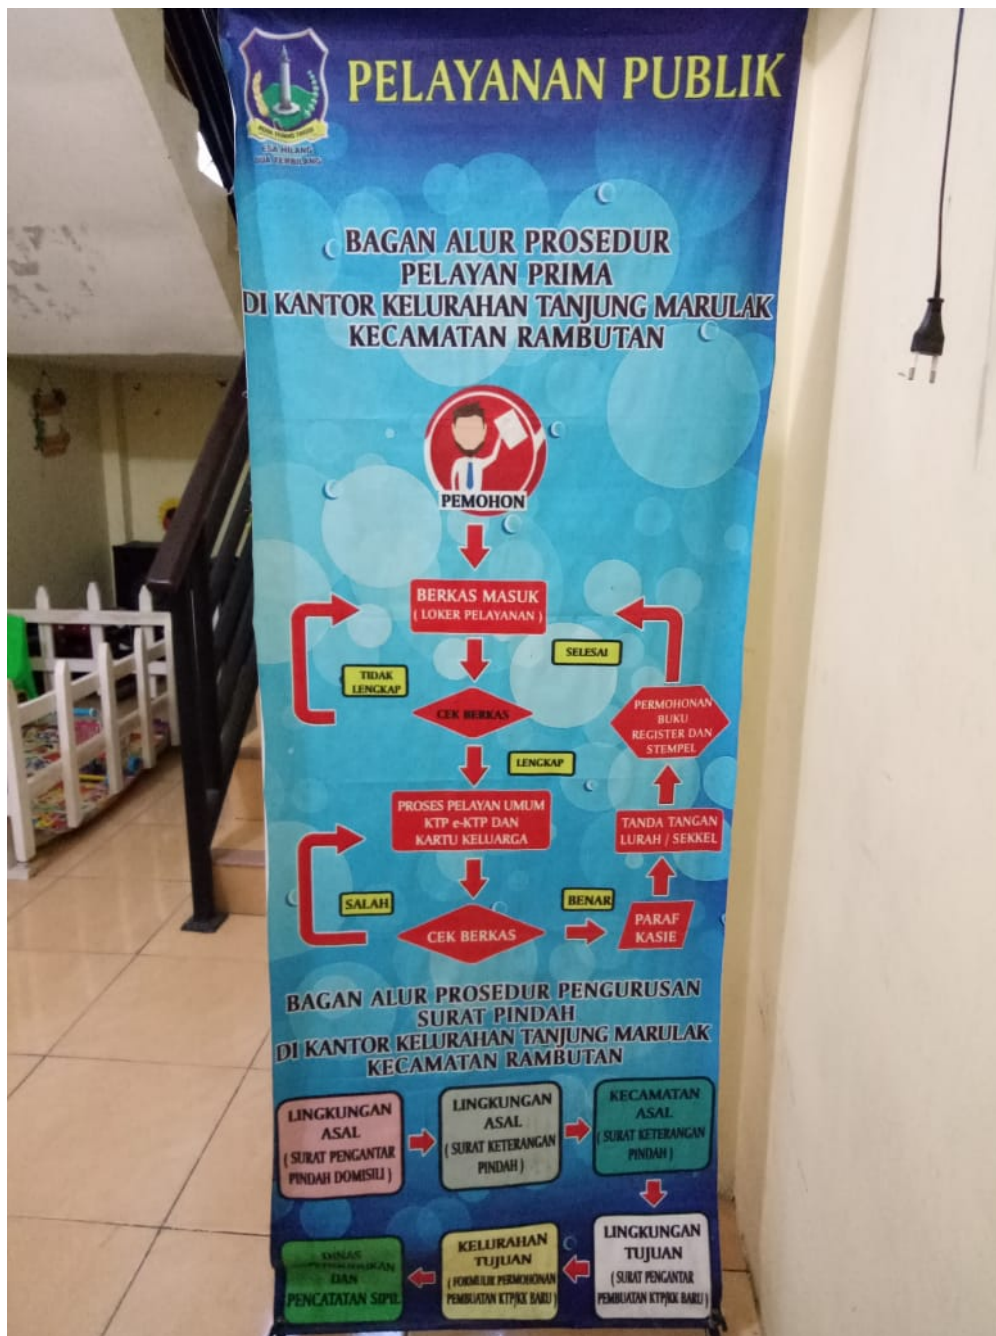 PELAYANAN PUBLIK
ESA HILANG
DUA TERBILANG
BAGAN ALUR PROSEDUR
PELAYAN PRIMA
DI KANTOR KELURAHAN TANJUNG MARULAK
KECAMATAN RAMBUTAN
PEMOHON
BERKAS MASUK
( LOKER PELAYANAN )
SELESAI
TIDAK
LENGKAP
CEK BERKAS
PERMOHONAN
BUKU
REGISTER DAN
STEMPEL
LENGKAP
PROSES PELAYAN UMUM
KTP e-KTP DAN
KARTU KELUARGA
TANDA TANGAN
LURAH / SEKKEL
SALAH
BENAR
CEK BERKAS
PARAF
KASIE
BAGAN ALUR PROSEDUR PENGURUSAN
SURAT PINDAH
DI KANTOR KELURAHAN TANJUNG MARULAK
KECAMATAN RAMBUTAN
LINGKUNGAN
ASAL
( SURAT PENGANTAR
PINDAH DOMISILI )
LINGKUNGAN
ASAL
( SURAT KETERANGAN
PINDAH )
KECAMATAN
ASAL
( SURAT KETERANGAN
PINDAH )
LINGKUNGAN
TUJUAN
( SURAT PENGANTAR
PEMBUATAN KTP/KK BARU )
KELURAHAN
TUJUAN
( FORMULIR PERMOHONAN
PEMBUATAN KTP/KK BARU )
DINAS
DAN
PENCATATAN SIPIL